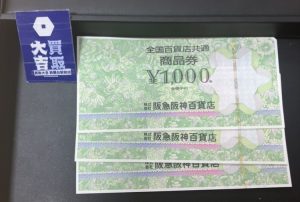 買取
大吉
全国百貨店共通
商品券
¥1,000
株式会社 阪急阪神百貨店
株式会社 阪急阪神百貨店
株式会社 阪急阪神百貨店